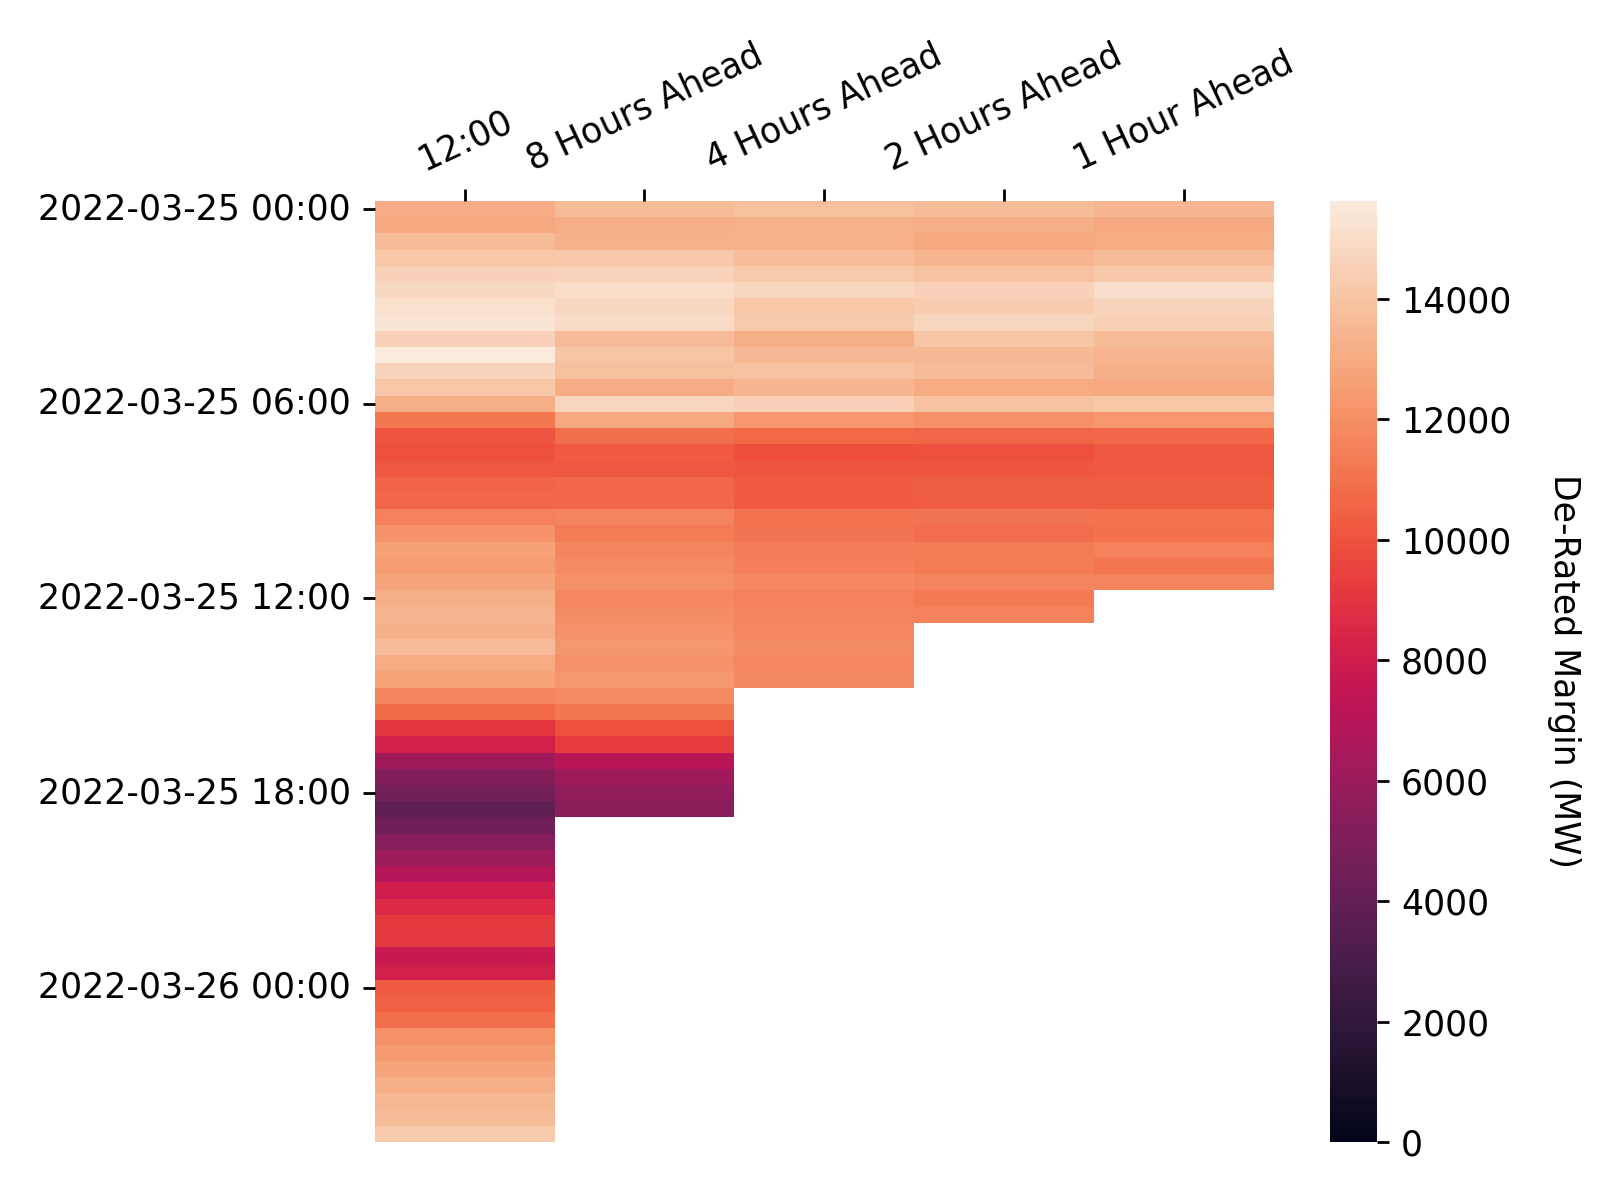 12:00
8 Hours Ahead
4 Hours Ahead
2 Hours Ahead
1 Hour Ahead
2022-03-25 00:00
2022-03-25 06:00
2022-03-25 12:00
2022-03-25 18:00
2022-03-26 00:00
14000
12000
10000
8000
6000
4000
2000
0
De-Rated Margin (MW)